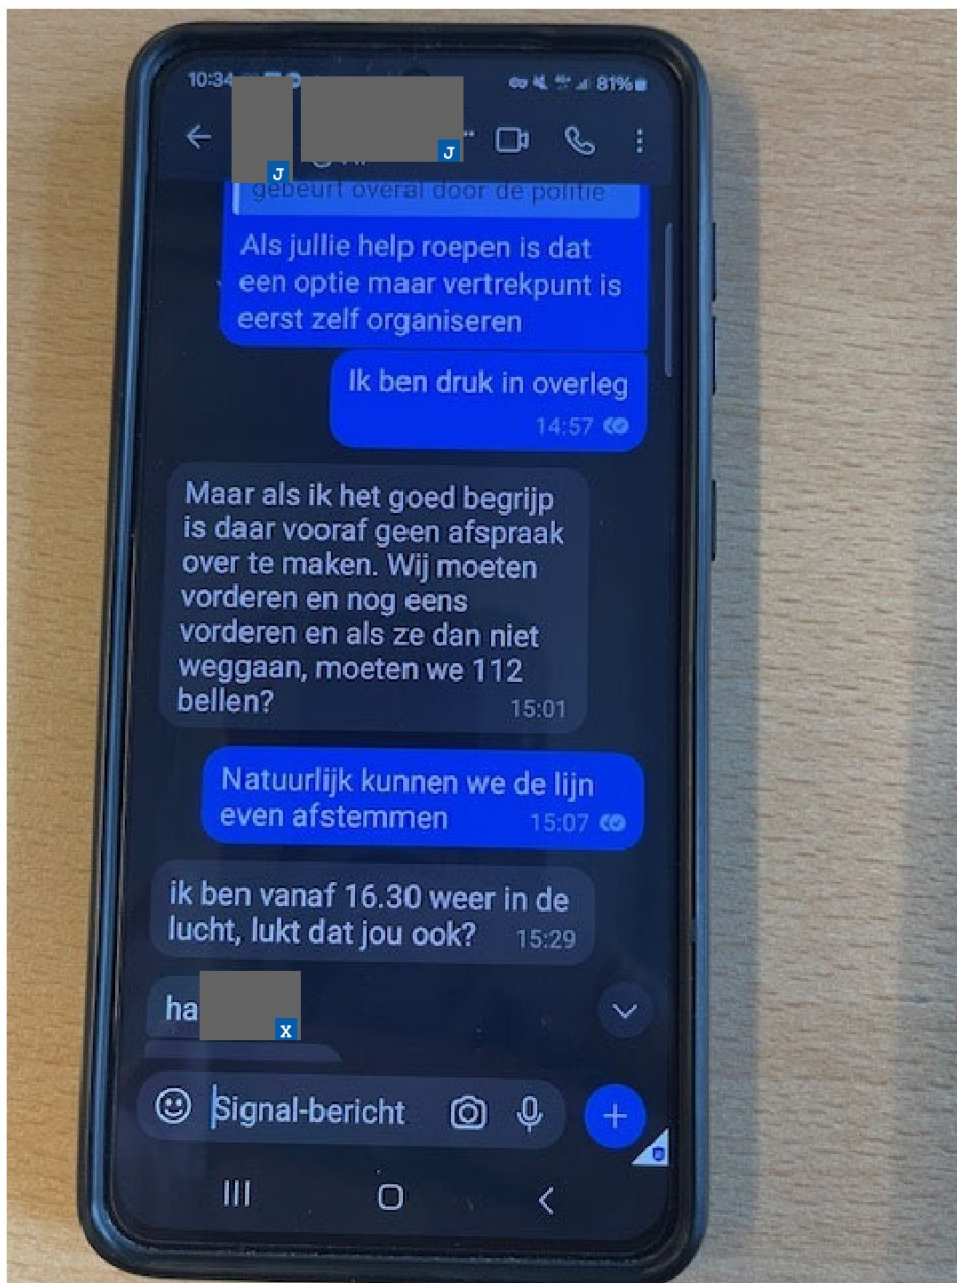 10:34
81%
J
J
gebeurt overal door de politie
Als jullie help roepen is dat
een optie maar vertrekpunt is
eerst zelf organiseren
Ik ben druk in overleg
14:57
Maar als ik het goed begrijp
is daar vooraf geen afspraak
over te maken. Wij moeten
vorderen en nog eens
vorderen en als ze dan niet
weggaan, moeten we 112
bellen?
15:01
Natuurlijk kunnen we de lijn
even afstemmen
15:07
ik ben vanaf 16.30 weer in de
lucht, lukt dat jou ook?
15:29
ha
X
Signal-bericht